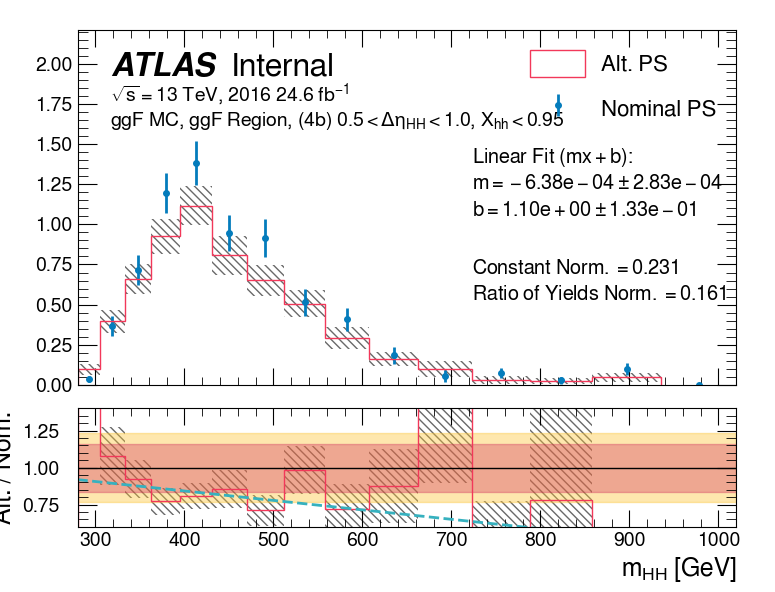 ATLAS Internal
√s = 13 TeV, 2016 24.6 fb⁻¹
ggF MC, ggF Region, (4b) 0.5 < Δη_HH < 1.0, X_hh < 0.95
Alt. PS
Nominal PS
Linear Fit (mx + b):
m = − 6.38e − 04 ± 2.83e − 04
b = 1.10e + 00 ± 1.33e − 01
Constant Norm. = 0.231
Ratio of Yields Norm. = 0.161
2.00
1.75
1.50
1.25
1.00
0.75
0.50
0.25
0.00
Alt. / Nom.
1.25
1.00
0.75
300 400 500 600 700 800 900 1000
m_HH [GeV]